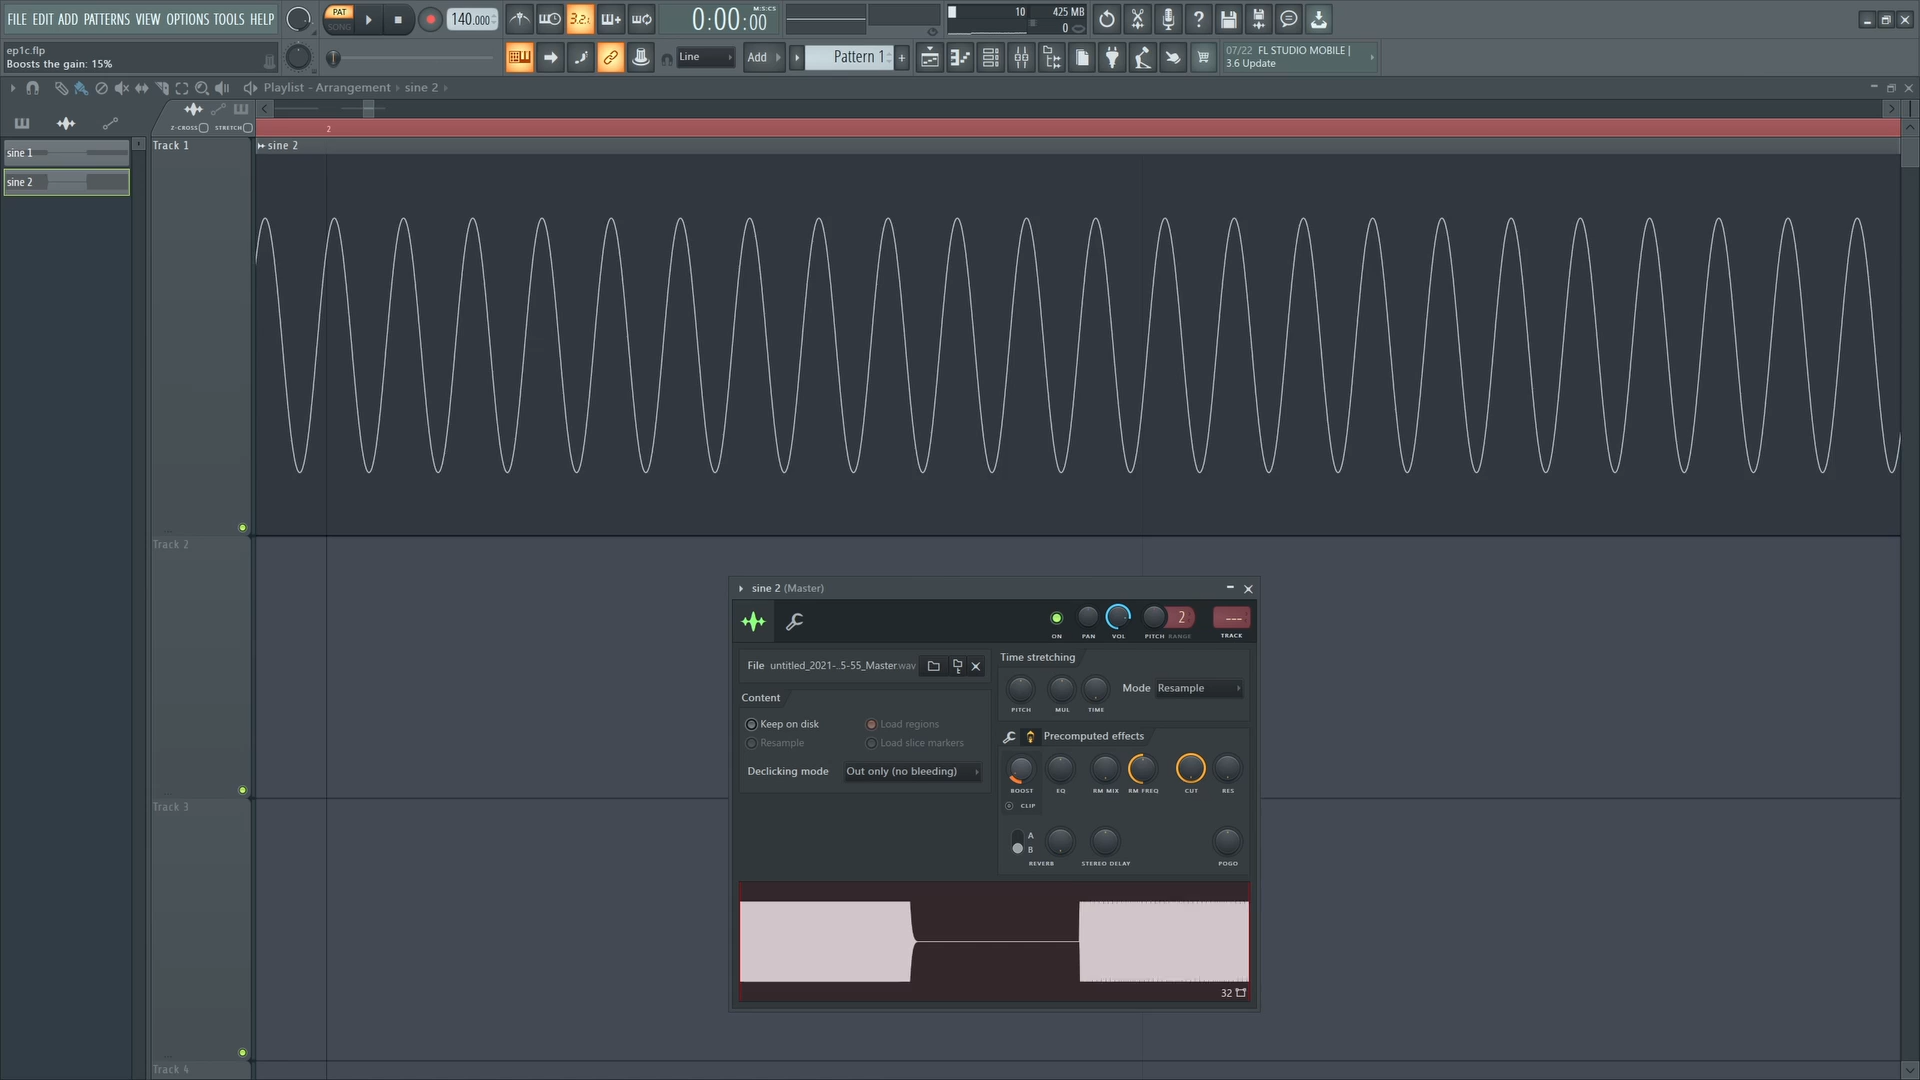 FILE EDIT ADD PATTERNS VIEW OPTIONS TOOLS HELP
PAT
SONG
140.000
3.2.
0:00:00
M:S:CS
10
425 MB
0
ep1c.flp
Boosts the gain: 15%
Line
Add
Pattern 1
07/22 FL STUDIO MOBILE |
3.6 Update
Playlist - Arrangement
sine 2
Z-CROSS
STRETCH
2
sine 1
sine 2
Track 1
sine 2
Track 2
Track 3
Track 4
sine 2 (Master)
ON
PAN
VOL
PITCH
RANGE
2
---
TRACK
File untitled_2021-..5-55_Master.wav
Content
Keep on disk
Load regions
Resample
Load slice markers
Declicking mode
Out only (no bleeding)
Time stretching
PITCH
MUL
TIME
Mode
Resample
Precomputed effects
BOOST
EQ
RM MIX
RM FREQ
CUT
RES
CLIP
A
B
REVERB
STEREO DELAY
POGO
32